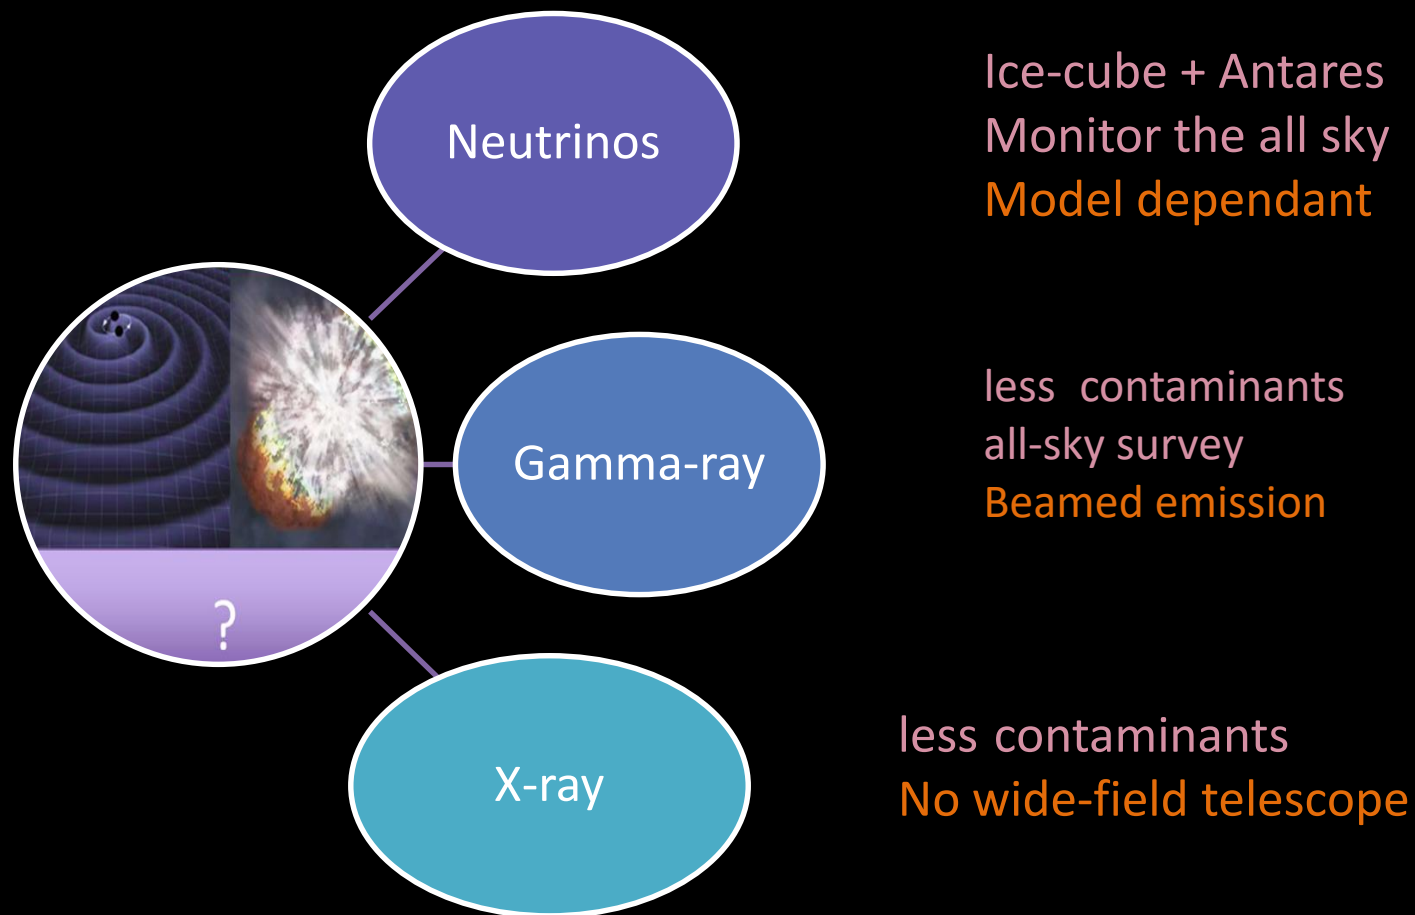 Neutrinos
Ice-cube + Antares
Monitor the all sky
Model dependant
Gamma-ray
less  contaminants
all-sky survey
Beamed emission
?
X-ray
less contaminants
No wide-field telescope